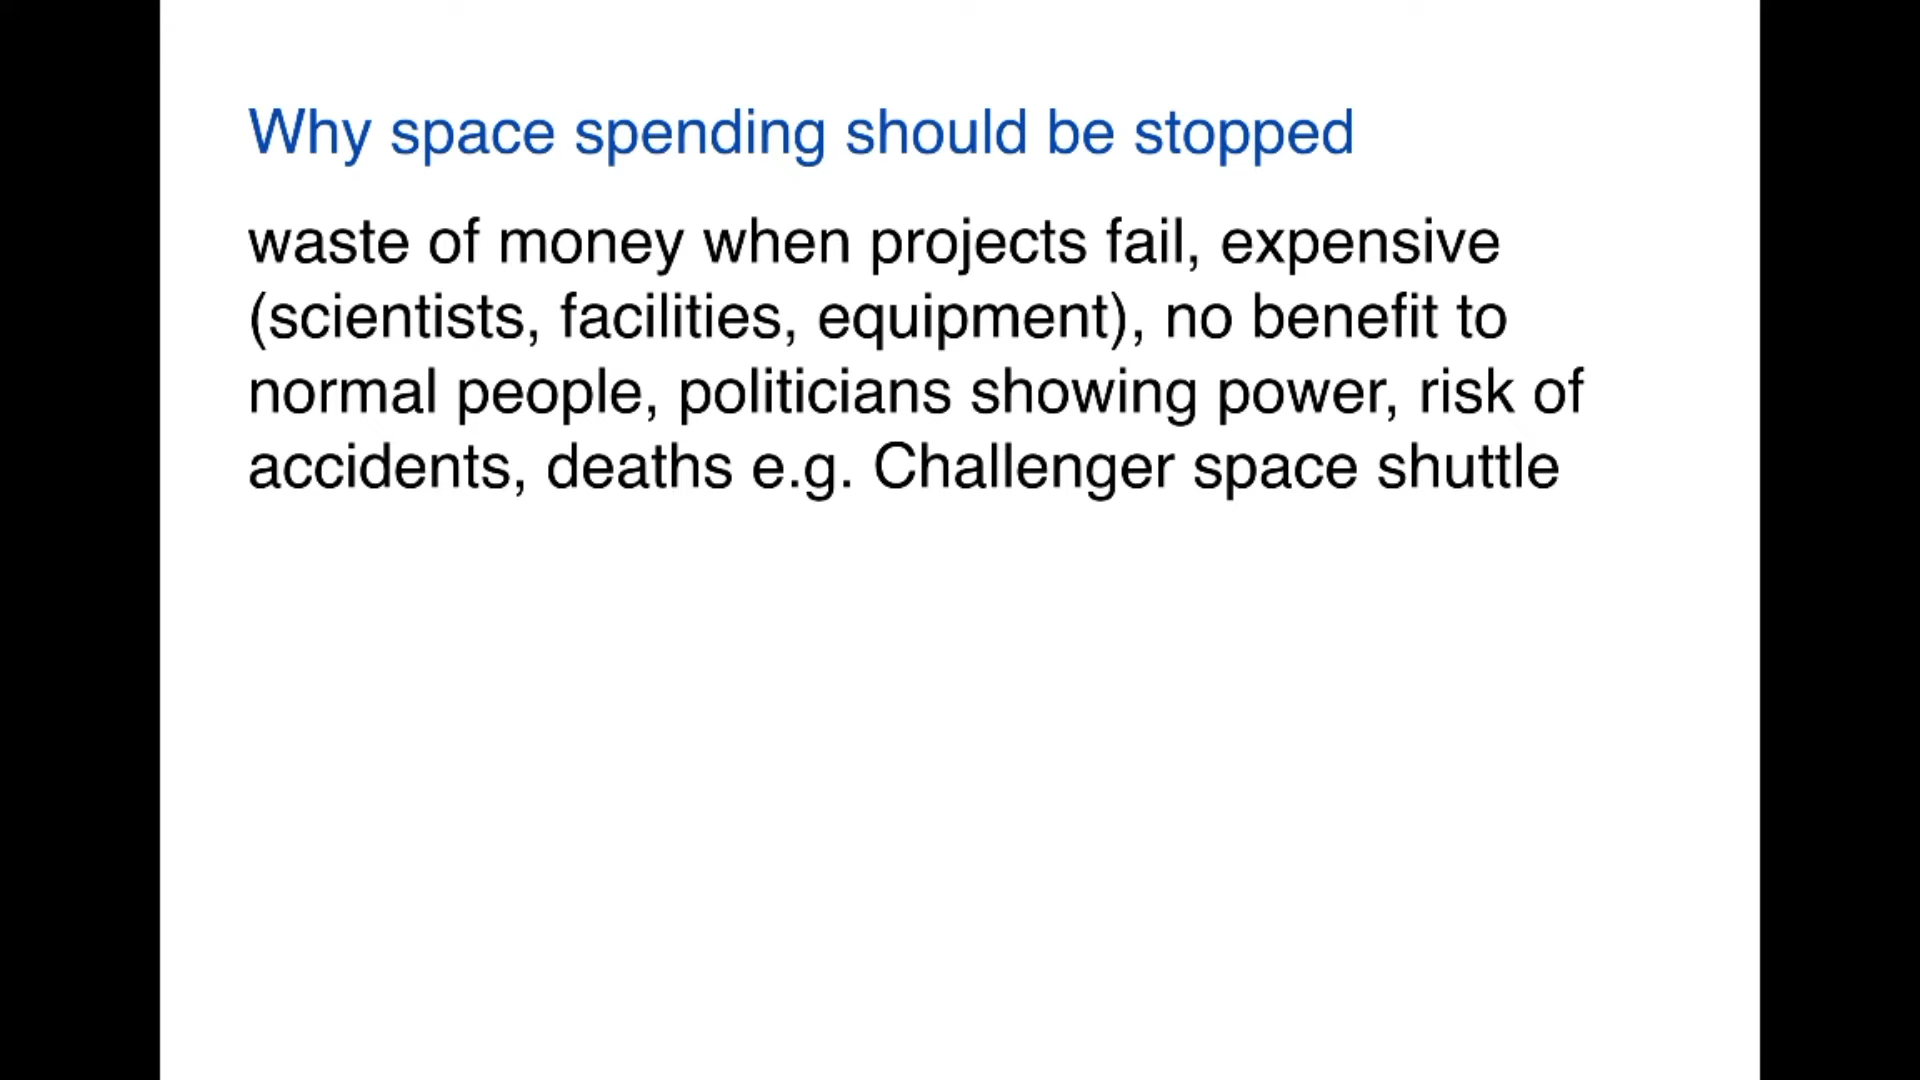 Why space spending should be stopped
waste of money when projects fail, expensive
(scientists, facilities, equipment), no benefit to
normal people, politicians showing power, risk of
accidents, deaths e.g. Challenger space shuttle